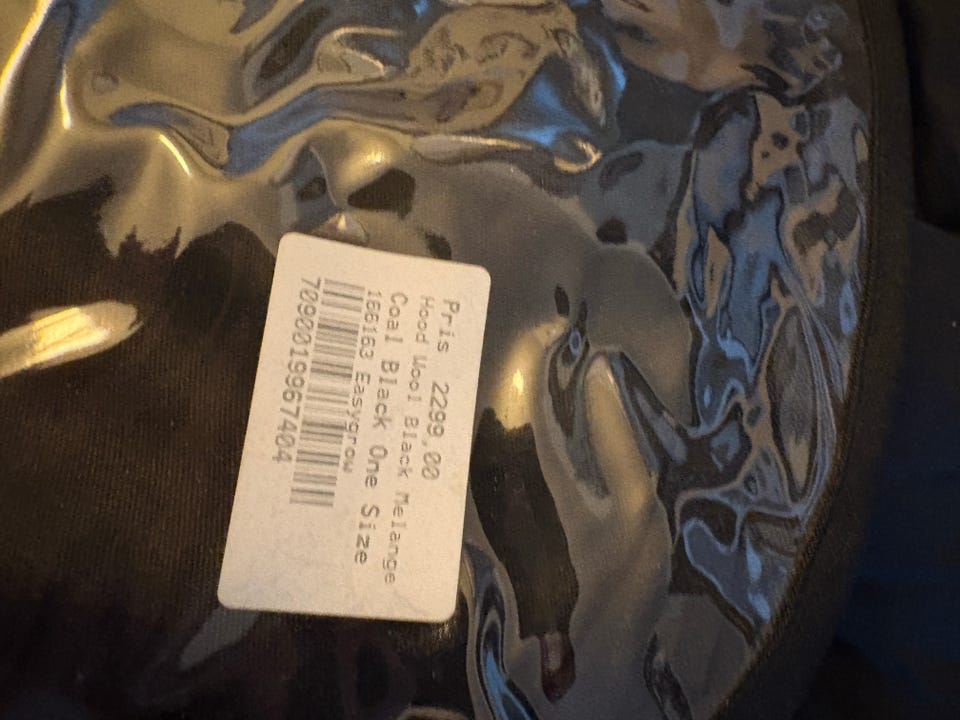 Pris 2299,00
Hood Wool Black Melange
Coal Black One Size
166163 Easygrow
7090019967404